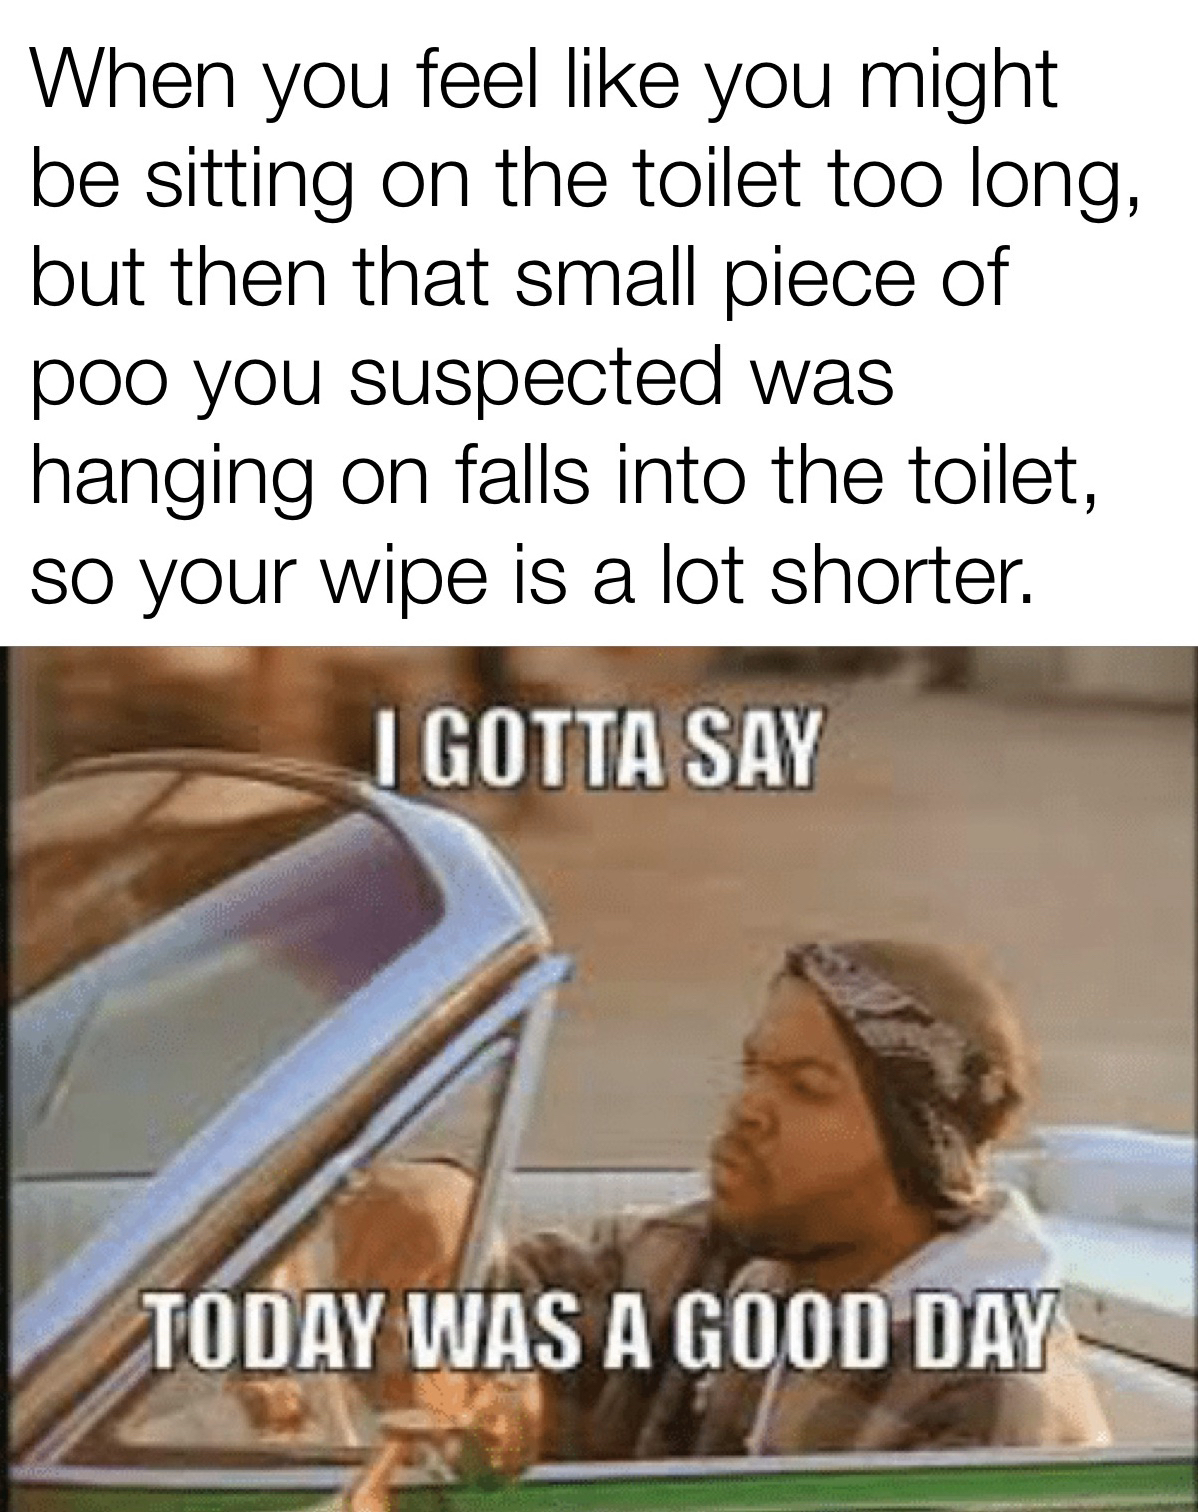 When you feel like you might
be sitting on the toilet too long,
but then that small piece of
poo you suspected was
hanging on falls into the toilet,
so your wipe is a lot shorter.
I GOTTA SAY
TODAY WAS A GOOD DAY